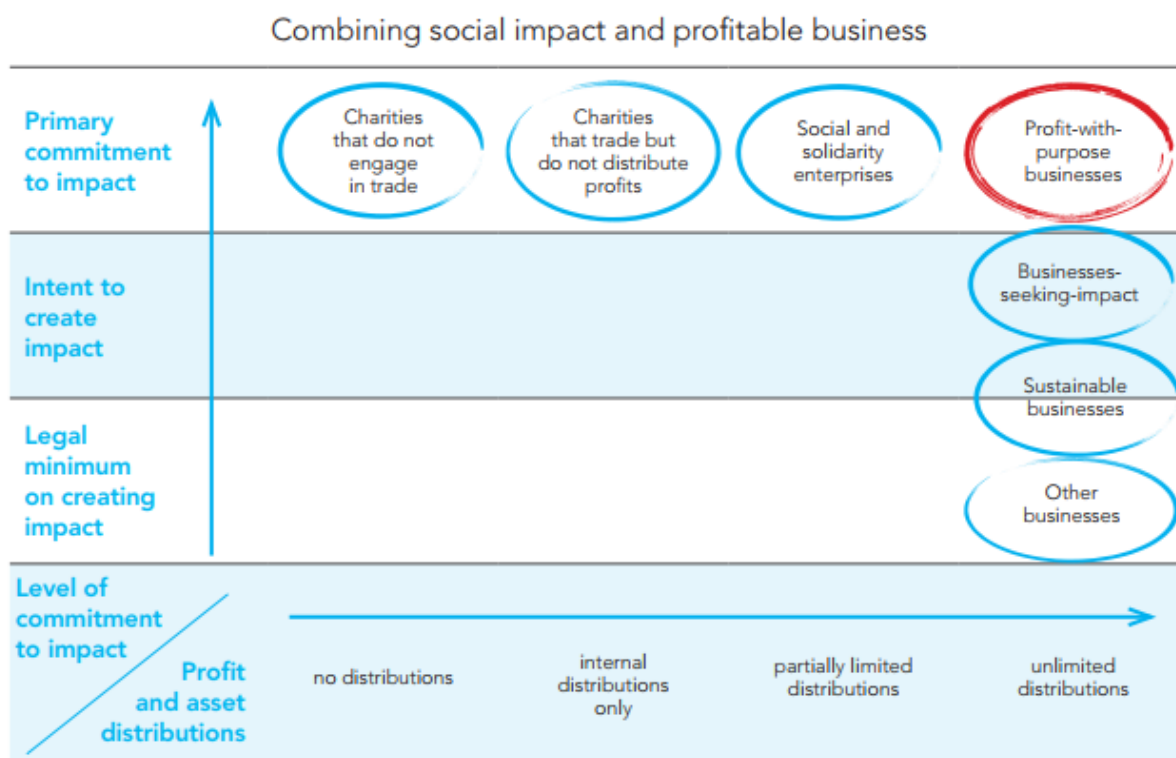 Combining social impact and profitable business
Primary
commitment
to impact
Charities
that do not
engage
in trade
Charities
that trade but
do not distribute
profits
Social and
solidarity
enterprises
Profit-with-
purpose
businesses
Intent to
create
impact
Businesses-
seeking-impact
Sustainable
businesses
Legal
minimum
on creating
impact
Other
businesses
Level of
commitment
to impact
Profit
and asset
distributions
no distributions
internal
distributions
only
partially limited
distributions
unlimited
distributions